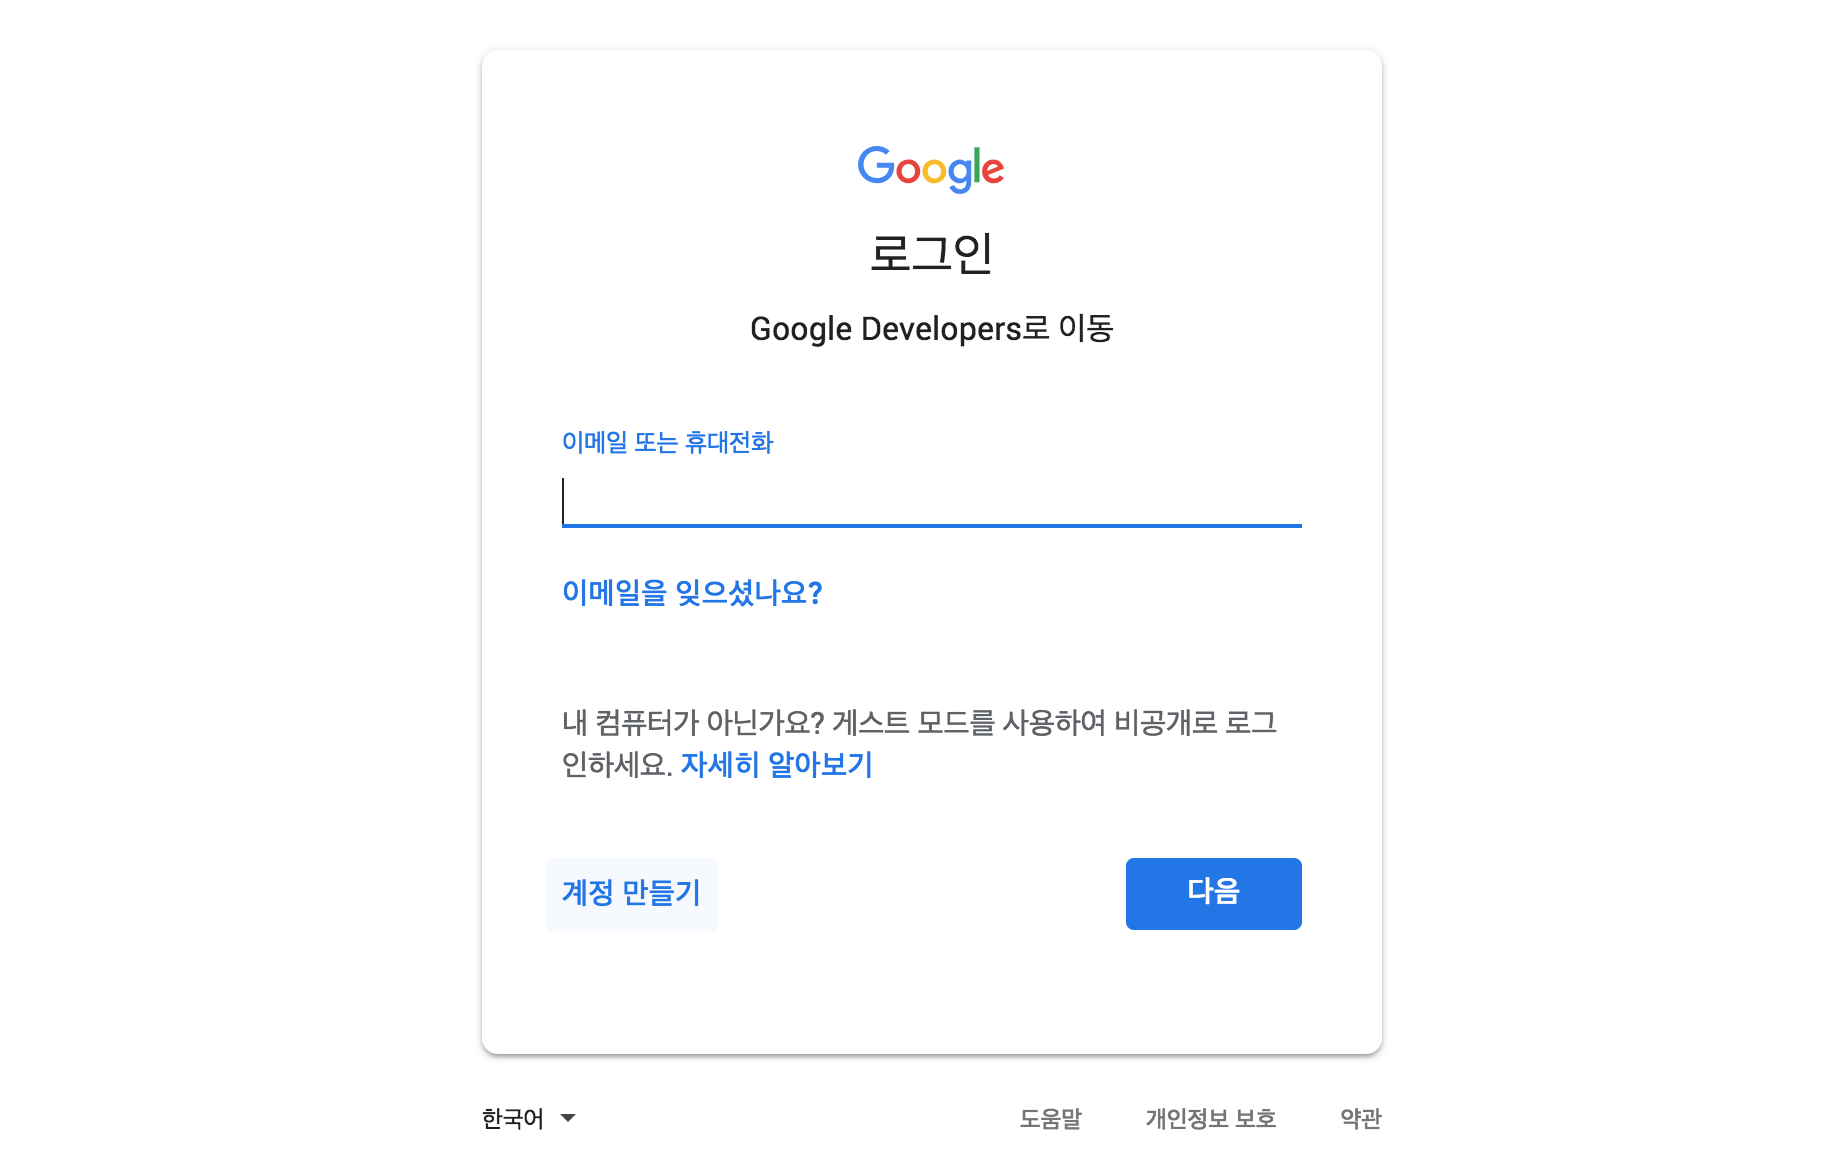 Google
로그인
Google Developers로 이동
이메일 또는 휴대전화
이메일을 잊으셨나요?
내 컴퓨터가 아닌가요? 게스트 모드를 사용하여 비공개로 로그
인하세요. 자세히 알아보기
계정 만들기
다음
한국어
도움말
개인정보 보호
약관